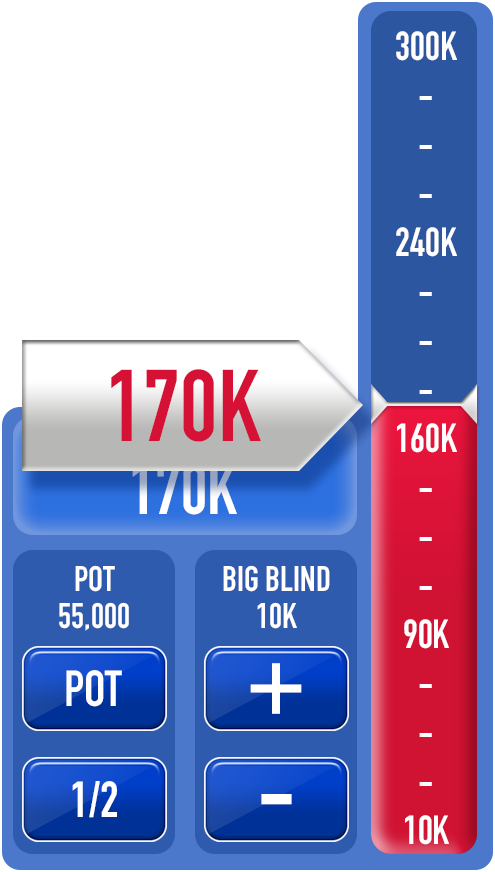 300K
-
-
-
240K
-
-
-
170K
160K
170K
-
-
-
POT
55,000
BIG BLIND
10K
90K
POT
+
-
-
-
1/2
-
10K